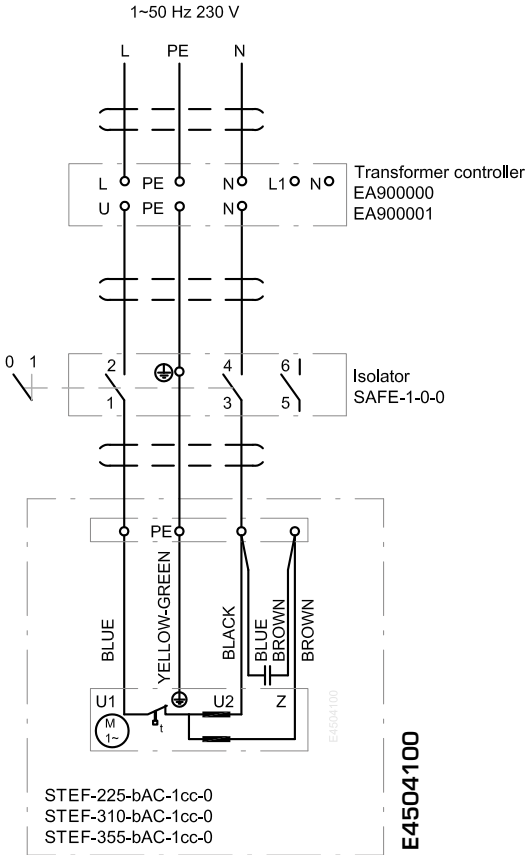 1~50 Hz 230 V
L PE N
L PE N L1 N
Transformer controller
EA900000
EA900001
U PE N
0 1
2 4 6
1 3 5
Isolator
SAFE-1-0-0
PE
BLUE
YELLOW-GREEN
BLACK
BLUE
BROWN
BROWN
U1 U2 Z
M
1~
t
E4504100
STEF-225-bAC-1cc-0
STEF-310-bAC-1cc-0
STEF-355-bAC-1cc-0
E4504100